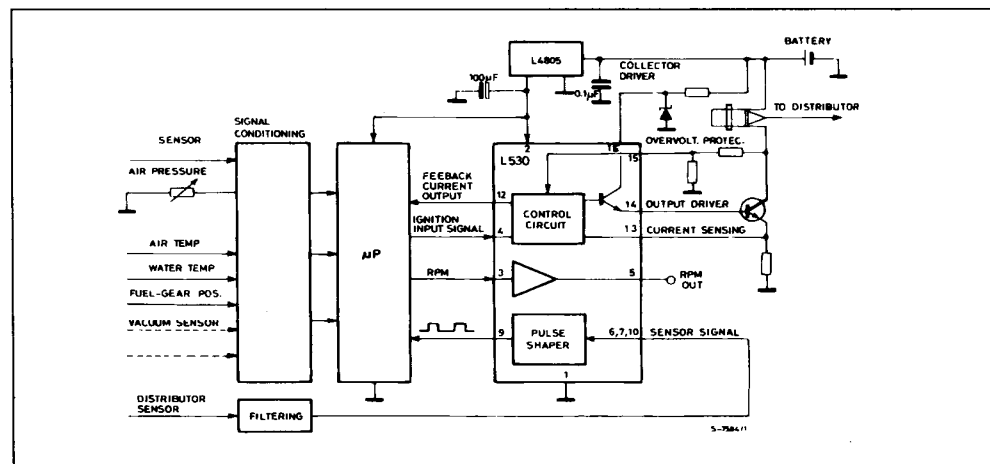 BATTERY
L4805
COLLECTOR
DRIVER
100µF
0.1µF
TO DISTRIBUTOR
SIGNAL
CONDITIONING
SENSOR
OVERVOLT. PROTEC.
2
16
15
L530
AIR PRESSURE
FEEBACK
CURRENT
OUTPUT
12
14
OUTPUT DRIVER
CONTROL
CIRCUIT
IGNITION
INPUT SIGNAL
4
13
CURRENT SENSING
µP
AIR TEMP
WATER TEMP
RPM
3
5
RPM
OUT
FUEL-GEAR POS.
VACUUM SENSOR
9
PULSE
SHAPER
6,7,10
SENSOR SIGNAL
1
DISTRIBUTOR
SENSOR
FILTERING
S-7584/1